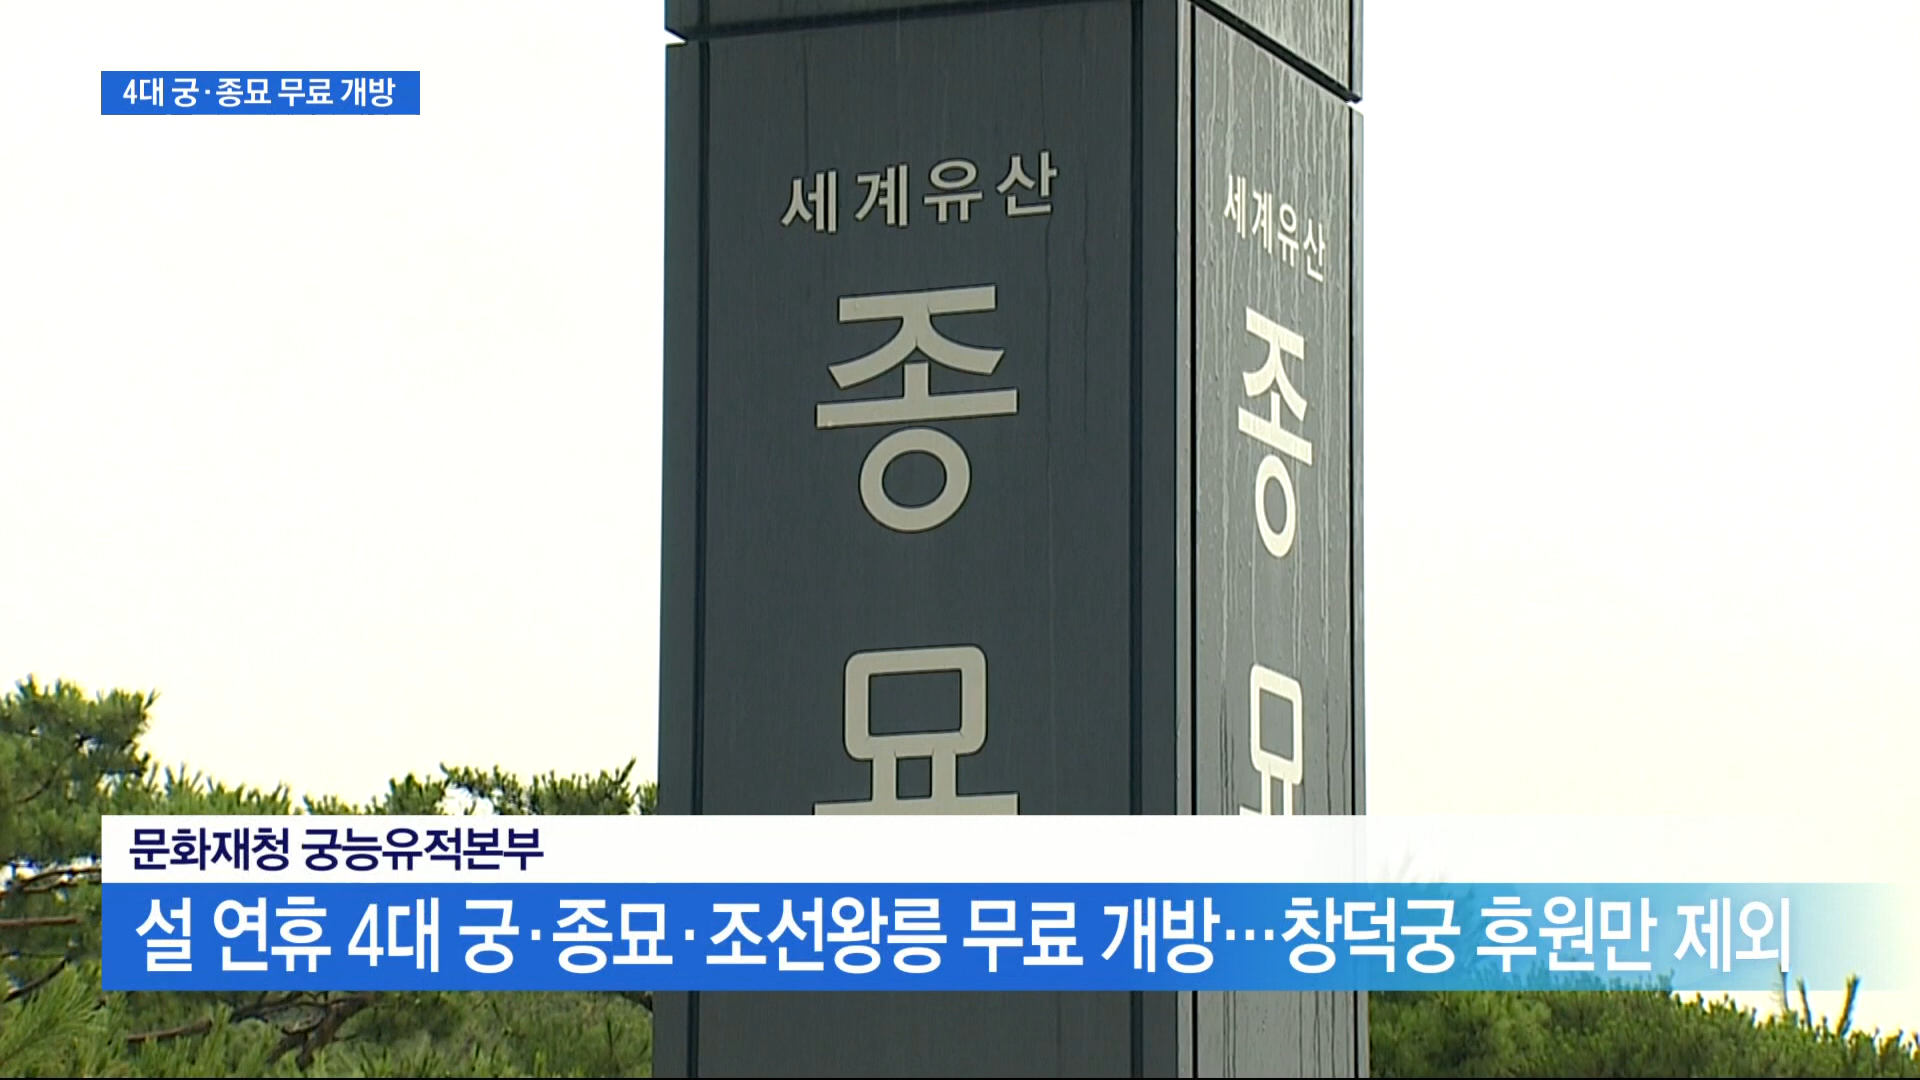 4대 궁·종묘 무료 개방
세계유산
종묘
세계유산
종묘
문화재청 궁능유적본부
설 연휴 4대 궁·종묘·조선왕릉 무료 개방…창덕궁 후원만 제외